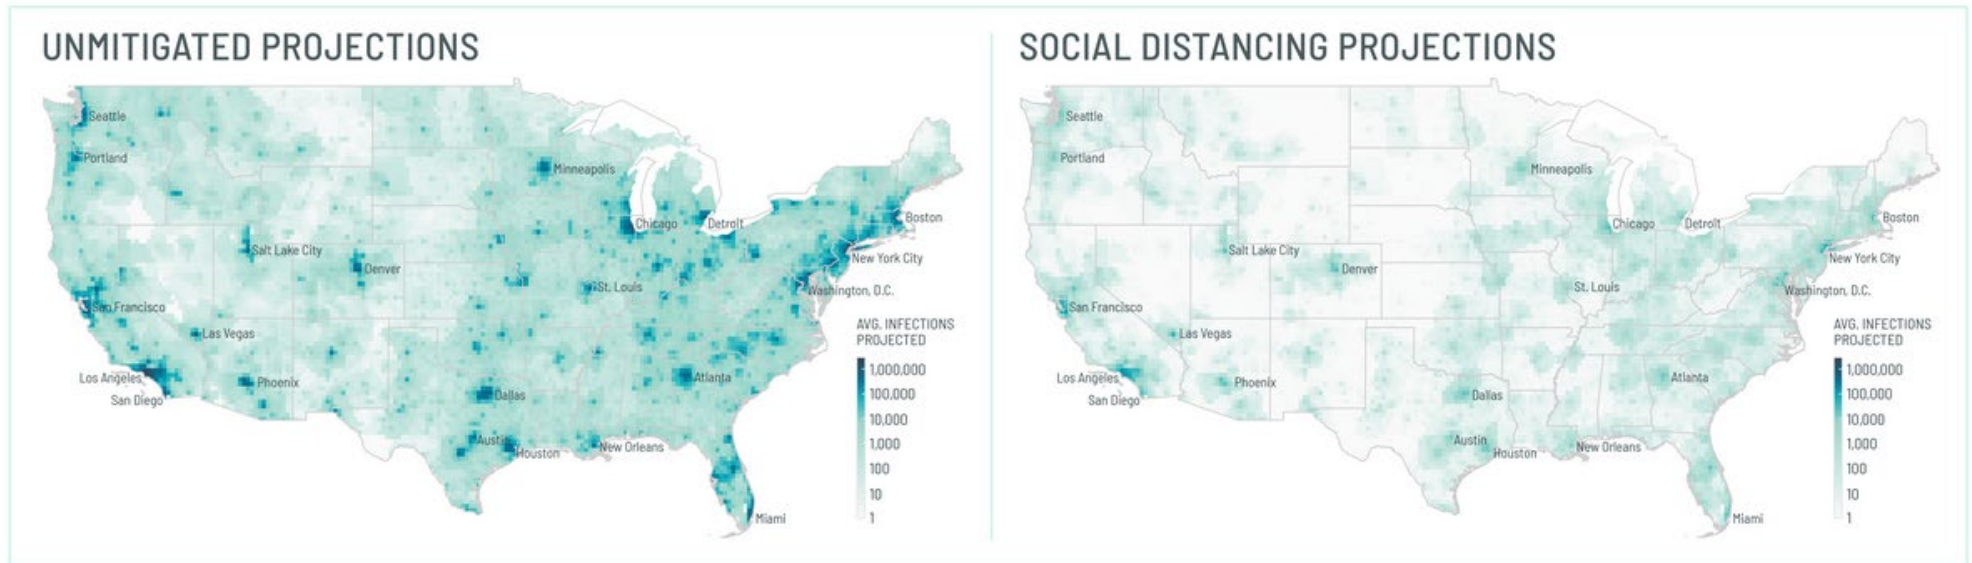 UNMITIGATED PROJECTIONS
Seattle
Portland
Minneapolis
Chicago
Detroit
Boston
Salt Lake City
Denver
New York City
St. Louis
Washington, D.C.
San Francisco
Las Vegas
Los Angeles
Phoenix
San Diego
Dallas
Atlanta
Austin
Houston
New Orleans
Miami
AVG. INFECTIONS
PROJECTED
1,000,000
100,000
10,000
1,000
100
10
1
SOCIAL DISTANCING PROJECTIONS
Seattle
Portland
Minneapolis
Chicago
Detroit
Boston
Salt Lake City
Denver
New York City
St. Louis
Washington, D.C.
San Francisco
Las Vegas
Los Angeles
Phoenix
San Diego
Dallas
Atlanta
Austin
Houston
New Orleans
Miami
AVG. INFECTIONS
PROJECTED
1,000,000
100,000
10,000
1,000
100
10
1